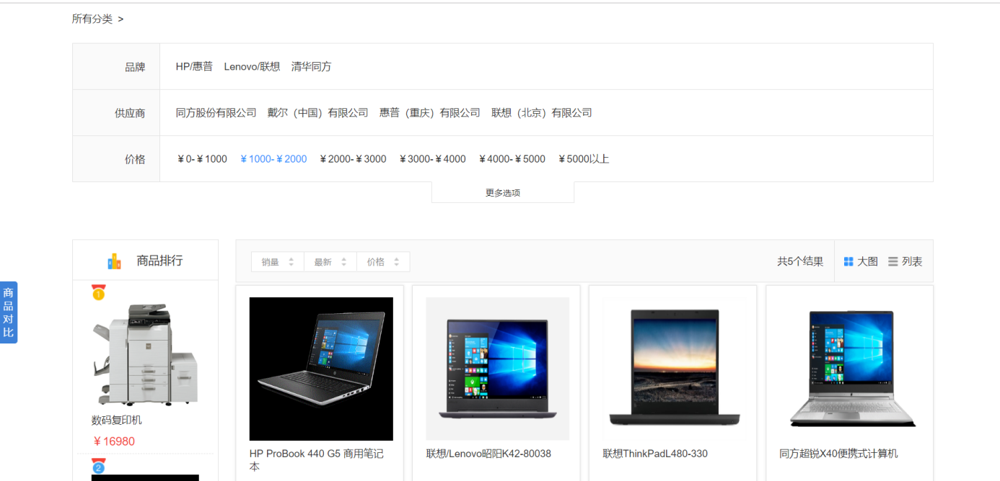 所有分类 >
品牌 HP/惠普 Lenovo/联想 清华同方
供应商 同方股份有限公司 戴尔（中国）有限公司 惠普（重庆）有限公司 联想（北京）有限公司
价格 ¥0-¥1000 ¥1000-¥2000 ¥2000-¥3000 ¥3000-¥4000 ¥4000-¥5000 ¥5000以上
更多选项
商品排行 销量 最新 价格 共5个结果 大图 列表
商品对比
1
数码复印机
¥16980
2
HP ProBook 440 G5 商用笔记
本
联想/Lenovo昭阳K42-80038
联想ThinkPadL480-330
同方超锐X40便携式计算机